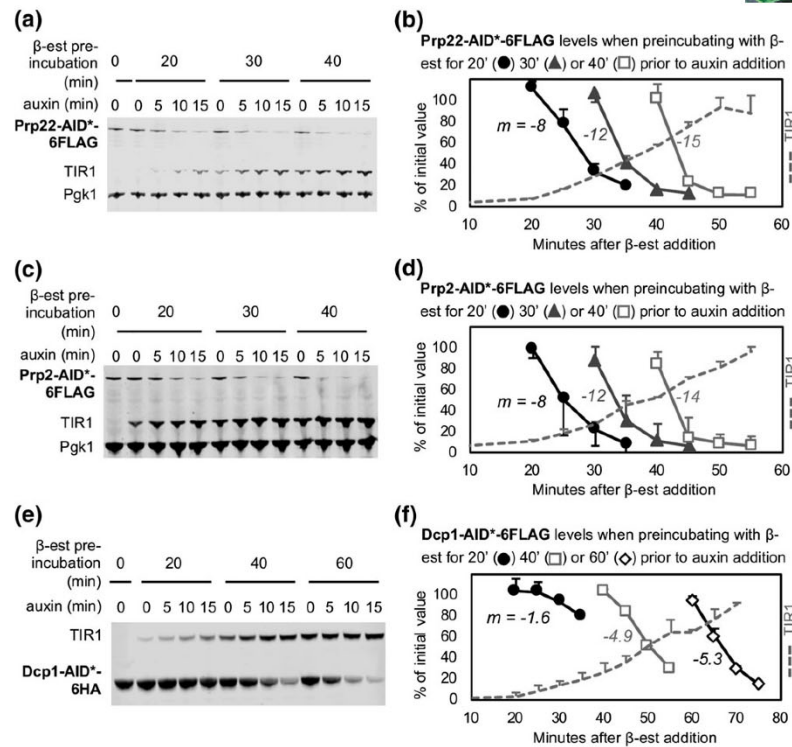 (a)
β-est pre-
incubation
(min)
0 20 30 40
auxin (min) 0 0 5 10 15 0 5 10 15 0 5 10 15
Prp22-AID*-
6FLAG
TIR1
Pgk1
(b)
Prp22-AID*-6FLAG levels when preincubating with β-
est for 20' (●) 30' (▲) or 40' (□) prior to auxin addition
% of initial value
100
80
60
40
20
0
m = -8
-12
-15
TIR1
10 20 30 40 50 60
Minutes after β-est addition
(c)
β-est pre-
incubation
(min)
0 20 30 40
auxin (min) 0 0 5 10 15 0 5 10 15 0 5 10 15
Prp2-AID*-
6FLAG
TIR1
Pgk1
(d)
Prp2-AID*-6FLAG levels when preincubating with β-
est for 20' (●) 30' (▲) or 40' (□) prior to auxin addition
% of initial value
100
80
60
40
20
0
m = -8
-12
-14
TIR1
10 20 30 40 50 60
Minutes after β-est addition
(e)
β-est pre-
incubation
(min)
0 20 40 60
auxin (min) 0 0 5 10 15 0 5 10 15 0 5 10 15
TIR1
Dcp1-AID*-
6HA
(f)
Dcp1-AID*-6FLAG levels when preincubating with β-
est for 20' (●) 40' (□) or 60' (◇) prior to auxin addition
% of initial value
100
80
60
40
20
0
m = -1.6
-4.9
-5.3
TIR1
10 20 30 40 50 60 70 80
Minutes after β-est addition